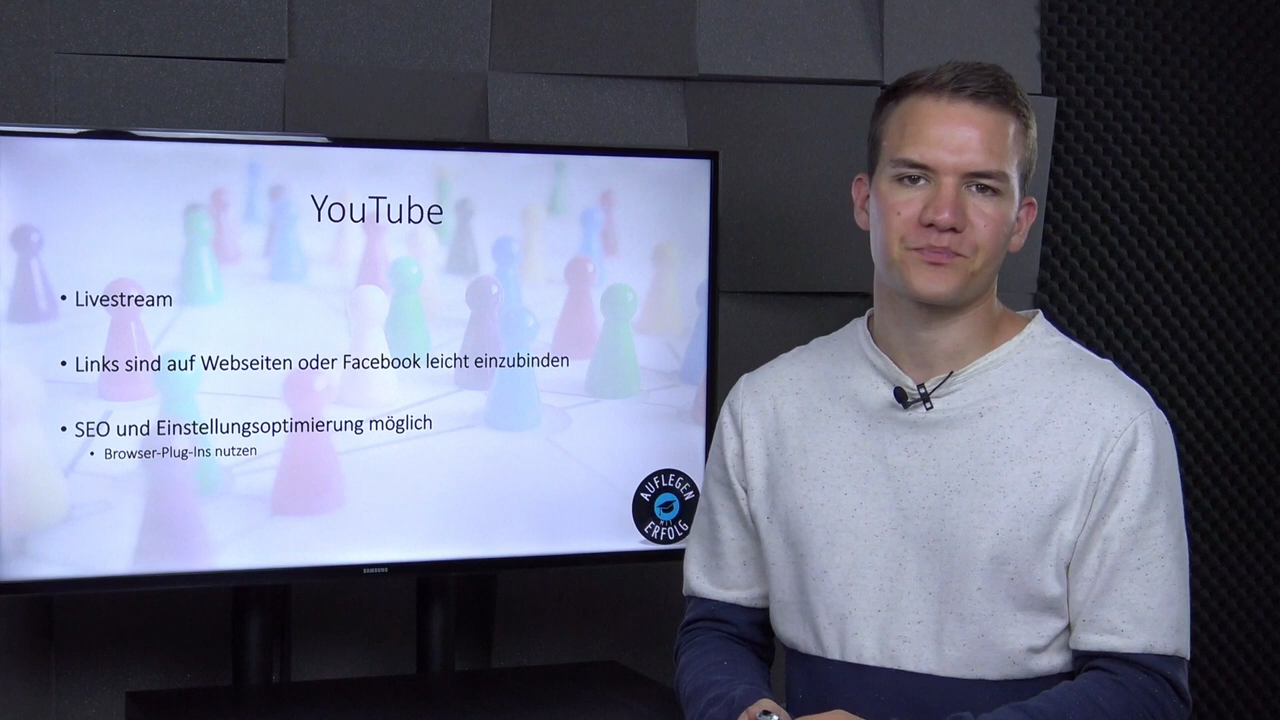 YouTube
• Livestream
• Links sind auf Webseiten oder Facebook leicht einzubinden
• SEO und Einstellungsoptimierung möglich
• Browser-Plug-Ins nutzen
AUFLEGEN
MIT
ERFOLG
SAMSUNG